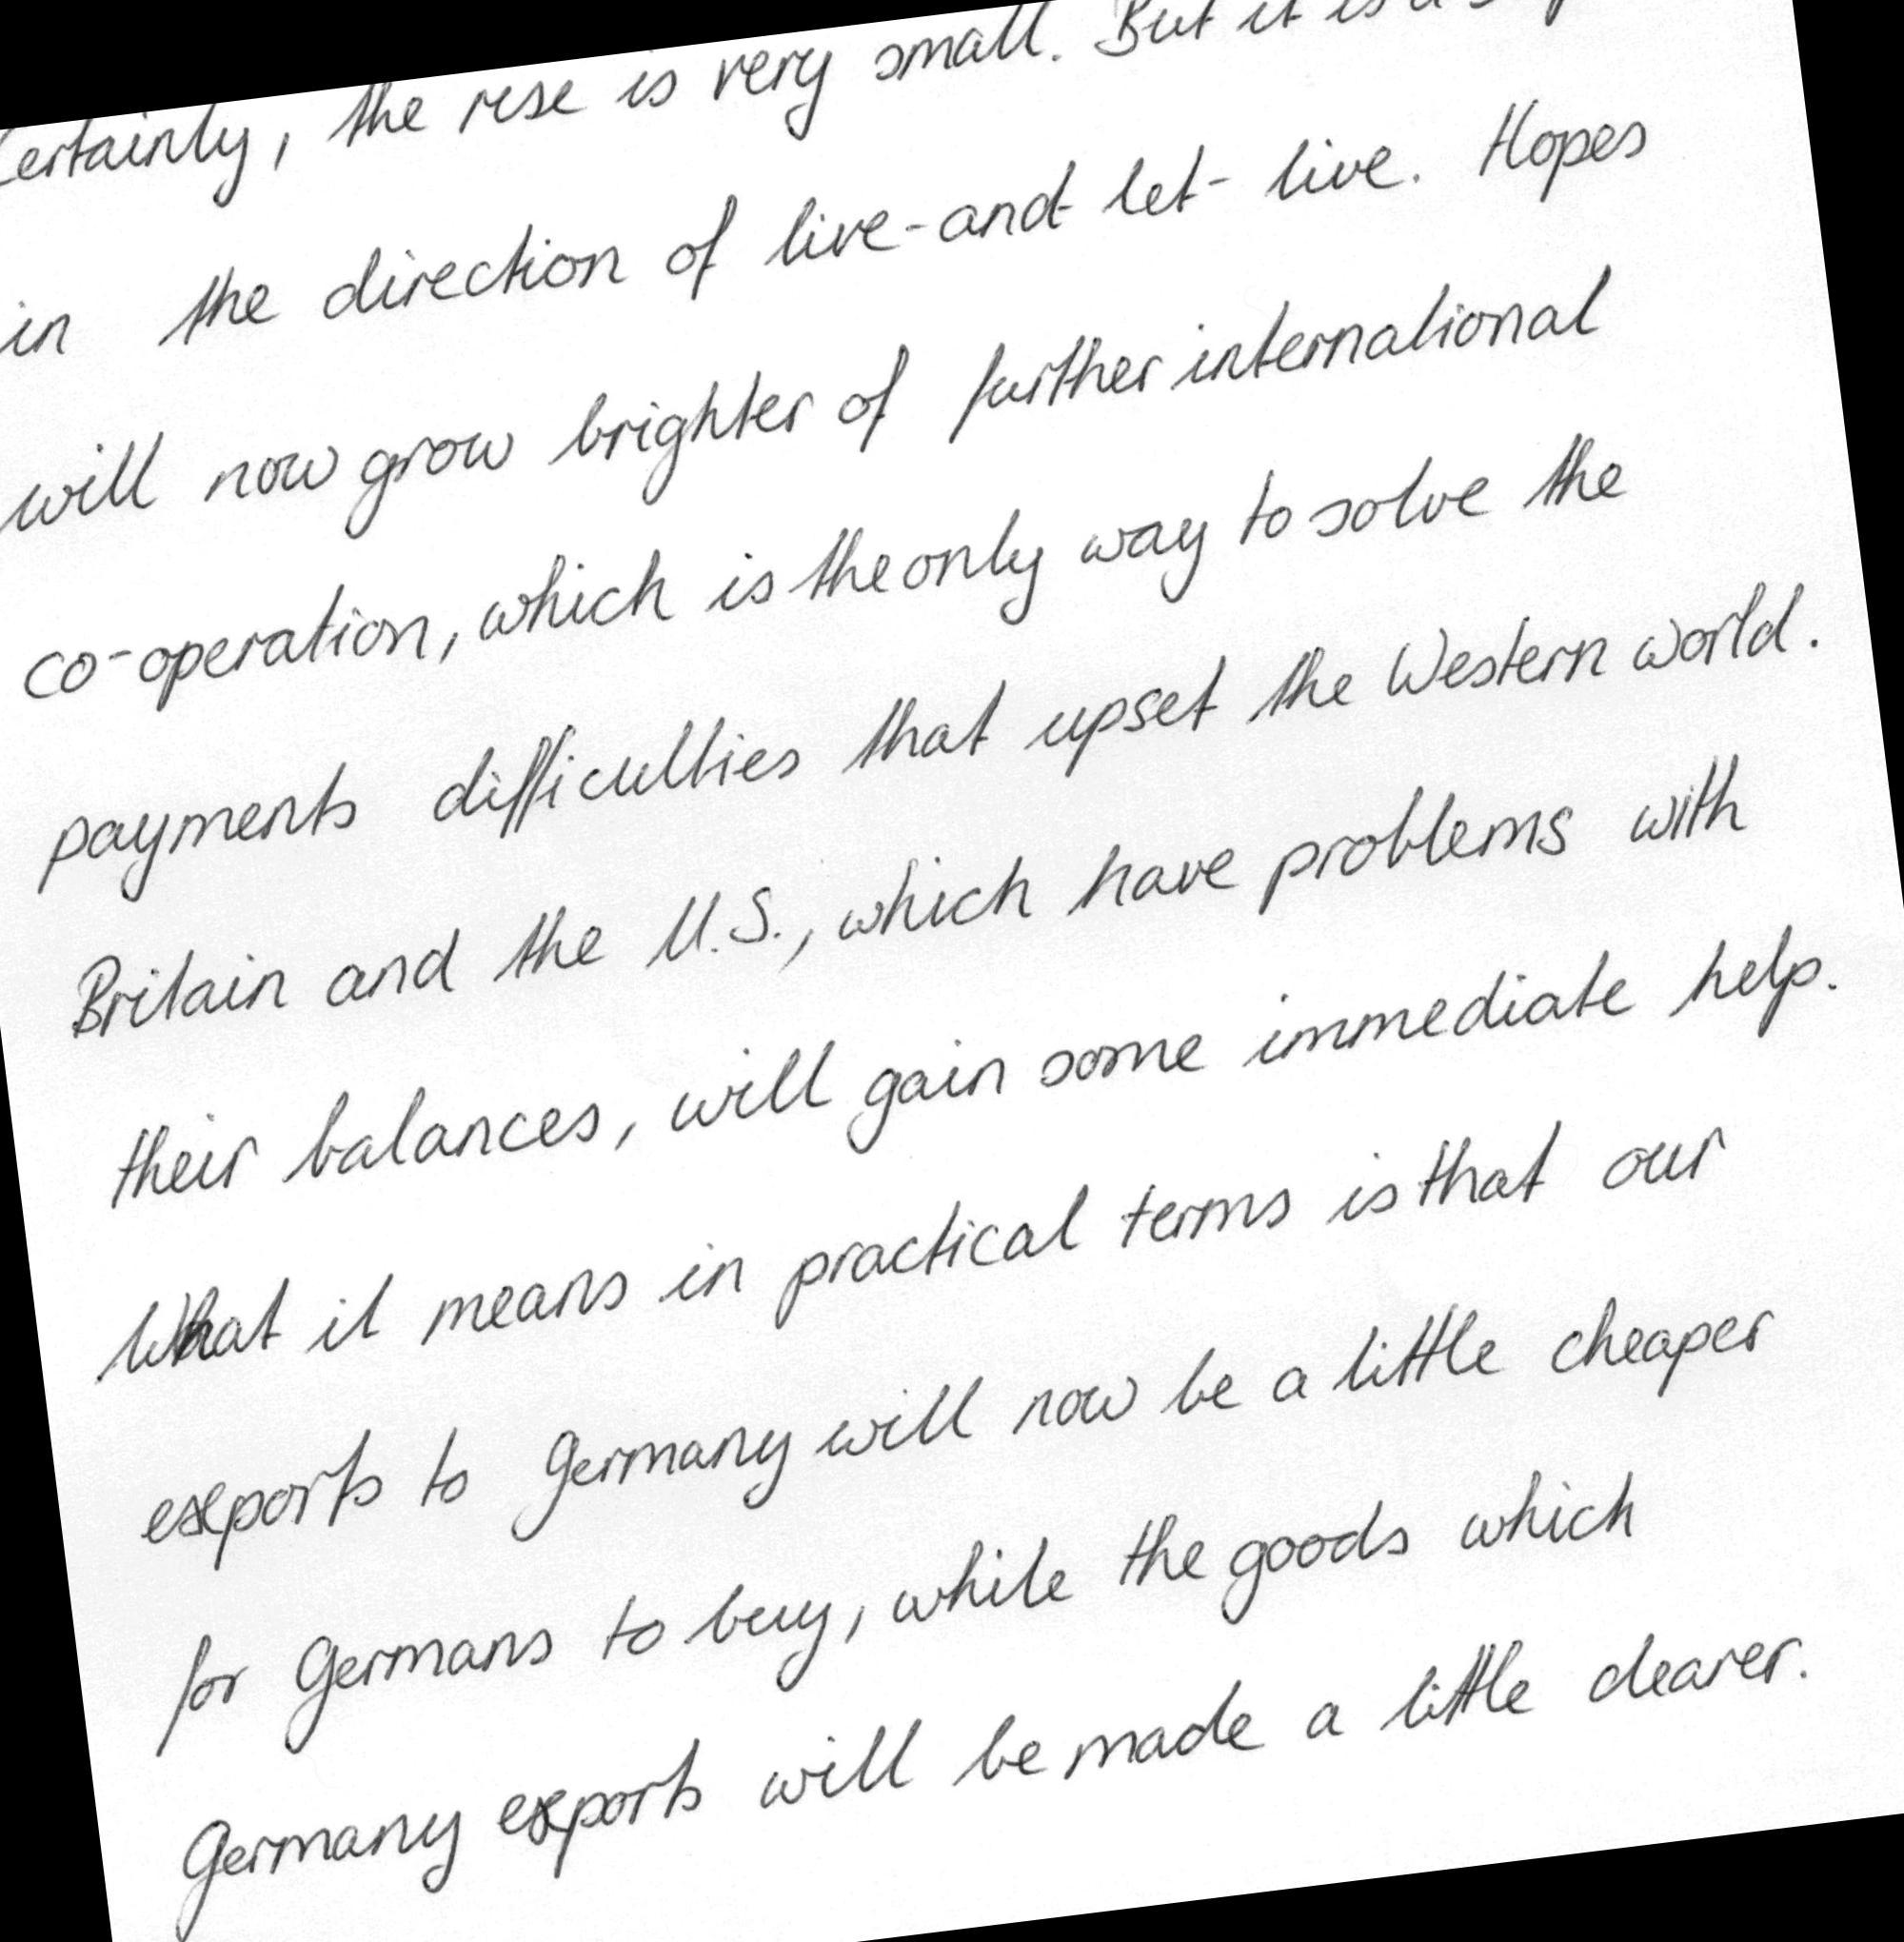 Certainly, the rise is very small. But it is a
in the direction of live-and-let-live. Hopes
will now grow brighter of further international
co-operation, which is the only way to solve the
payments difficulties that upset the Western world.
Britain and the U.S., which have problems with
their balances, will gain some immediate help.
What it means in practical terms is that our
exports to Germany will now be a little cheaper
for Germans to buy, while the goods which
Germany exports will be made a little dearer.